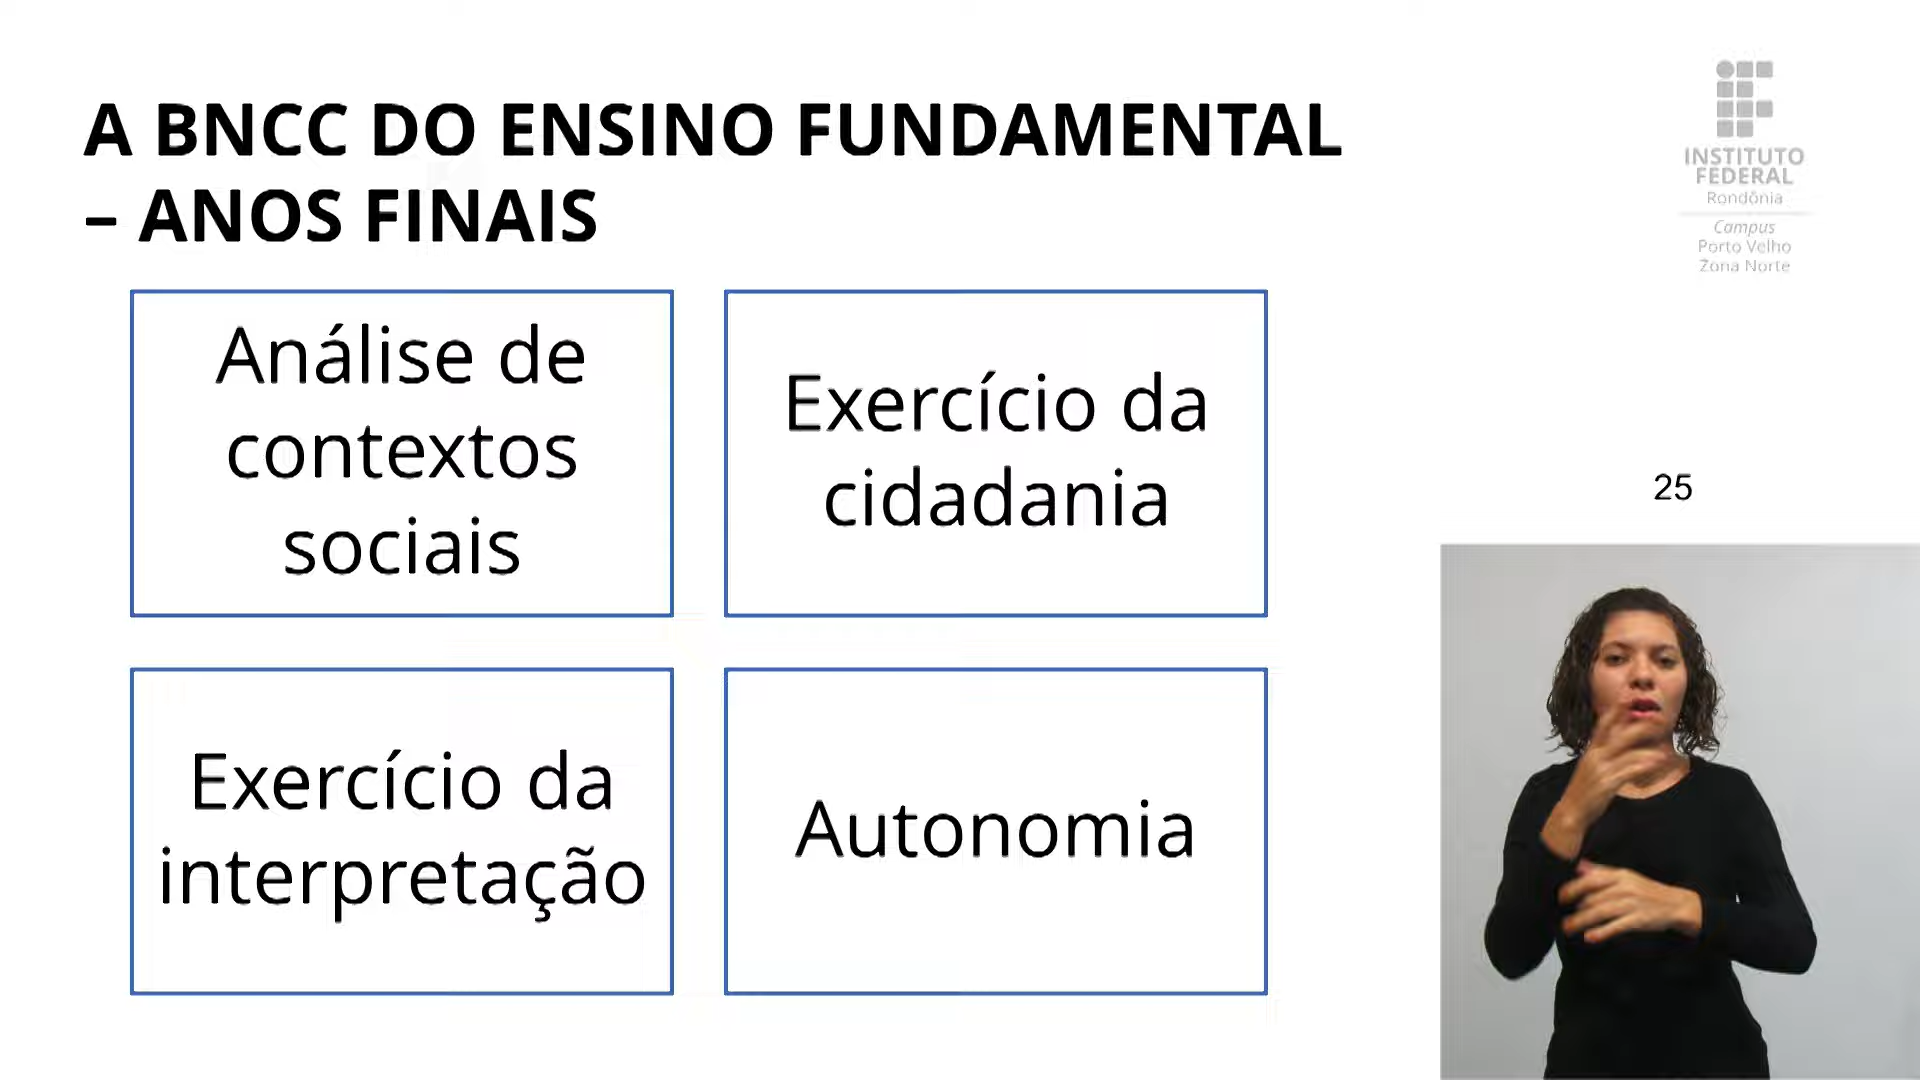 A BNCC DO ENSINO FUNDAMENTAL
– ANOS FINAIS
INSTITUTO
FEDERAL
Rondônia
Campus
Porto Velho
Zona Norte
Análise de
contextos
sociais
Exercício da
cidadania
25
Exercício da
interpretação
Autonomia